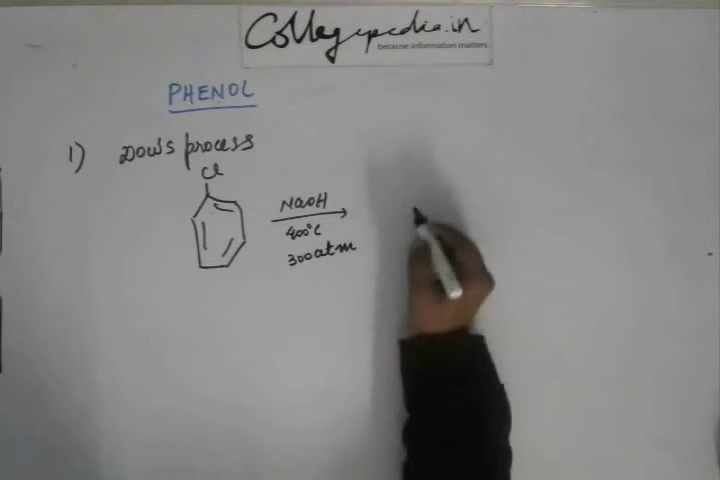 Collegepedia.in
because information matters
PHENOL
1) Dow's process
Cl
NaOH
400°C
300atm